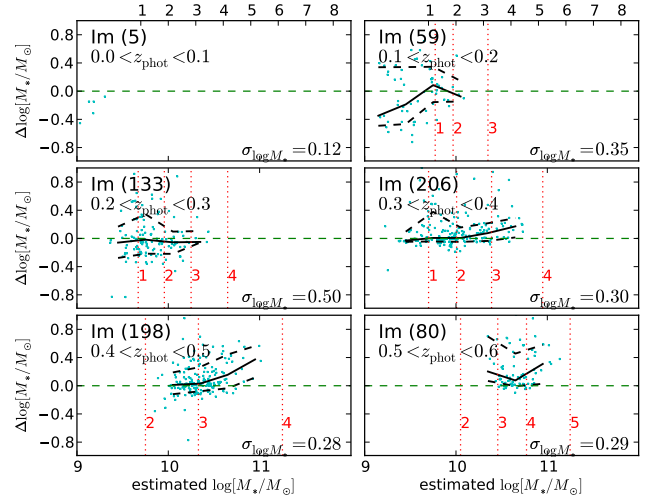 1 2 3 4 5 6 7 8
1 2 3 4 5 6 7 8
Δlog[M*/M⊙]
0.8
0.4
0.0
−0.4
−0.8
Im (5)
0.0<z_phot<0.1
σ_logM*=0.12
Im (59)
0.1<z_phot<0.2
1 2 3
σ_logM*=0.35
Δlog[M*/M⊙]
0.8
0.4
0.0
−0.4
−0.8
Im (133)
0.2<z_phot<0.3
1 2 3 4
σ_logM*=0.50
Im (206)
0.3<z_phot<0.4
1 2 3 4
σ_logM*=0.30
Δlog[M*/M⊙]
0.8
0.4
0.0
−0.4
−0.8
Im (198)
0.4<z_phot<0.5
2 3 4
σ_logM*=0.28
Im (80)
0.5<z_phot<0.6
2 3 4 5
σ_logM*=0.29
9 10 11
9 10 11
estimated log[M*/M⊙]
estimated log[M*/M⊙]